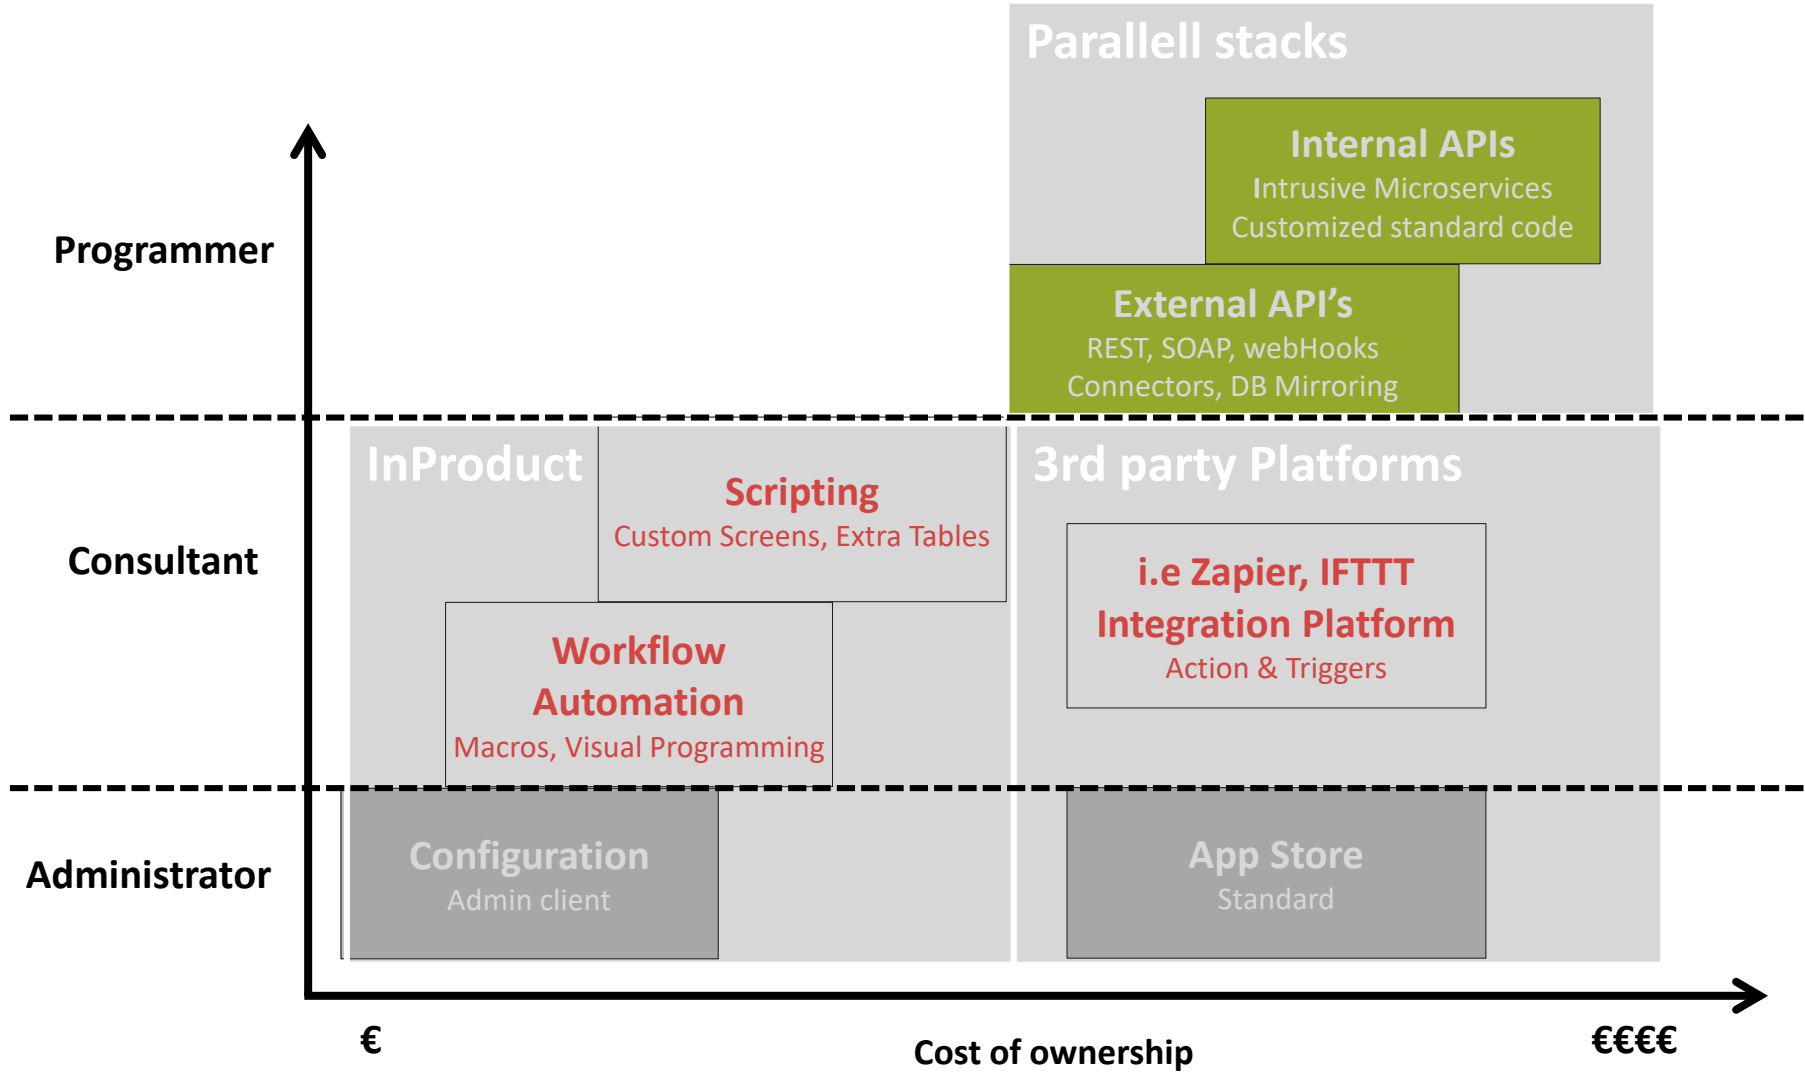 Parallell stacks
Internal APIs
Intrusive Microservices
Customized standard code
Programmer
External API’s
REST, SOAP, webHooks
Connectors, DB Mirroring
InProduct
3rd party Platforms
Scripting
Custom Screens, Extra Tables
Consultant
i.e Zapier, IFTTT
Integration Platform
Action & Triggers
Workflow
Automation
Macros, Visual Programming
Configuration
Admin client
App Store
Standard
Administrator
€
Cost of ownership
€€€€